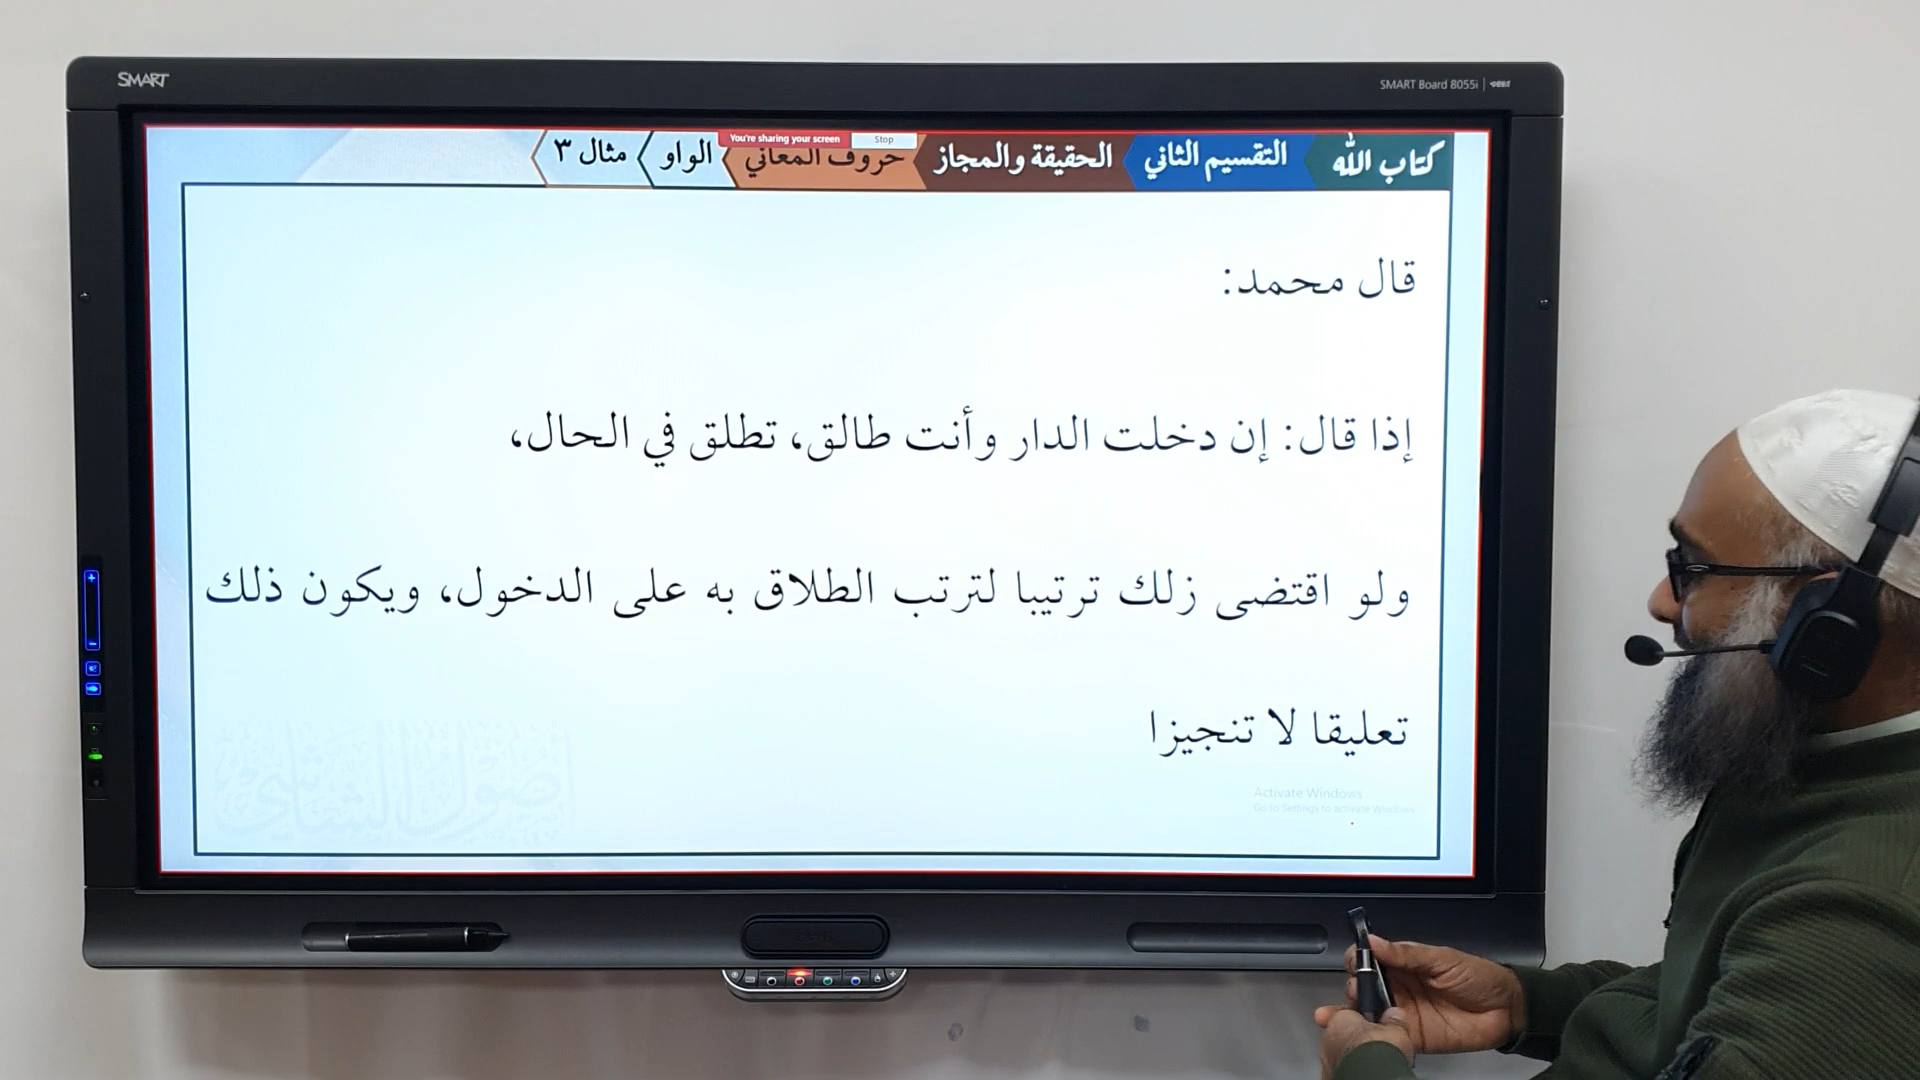 SMART
SMART Board 8055i
You're sharing your screen Stop
كتاب الله التقسيم الثاني الحقيقة والمجاز حروف المعاني الواو مثال ٣
قال محمد:
إذا قال: إن دخلت الدار وأنت طالق، تطلق في الحال،
ولو اقتضى زلك ترتيبا لترتب الطلاق به على الدخول، ويكون ذلك
تعليقا لا تنجيزا
Activate Windows
Go to Settings to activate Windows.